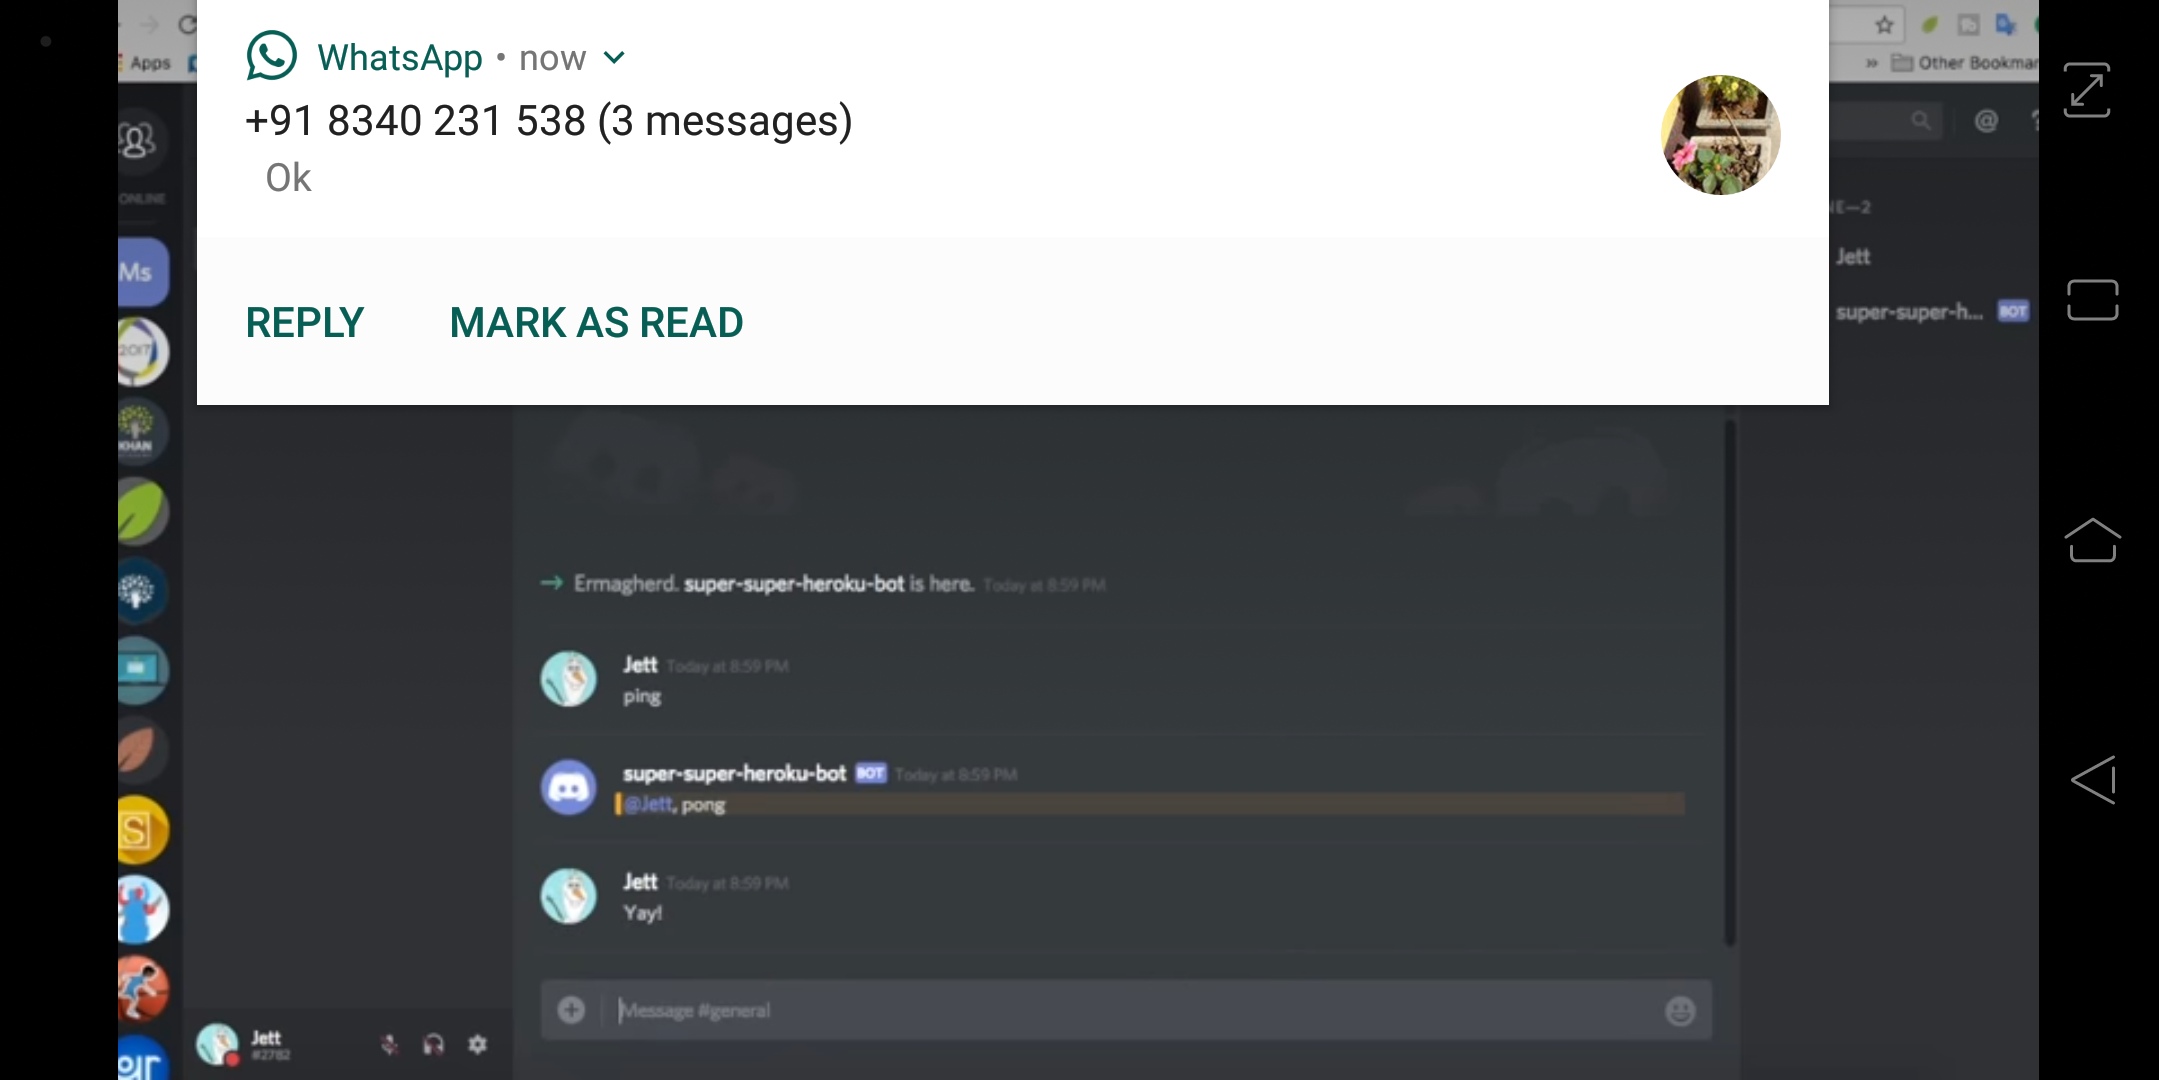 WhatsApp • now
+91 8340 231 538 (3 messages)
Ok
REPLY MARK AS READ
Apps
» Other Bookmar
@ ?
ONLINE
Ms
2017
KHAN
S
NE—2
Jett
super-super-h... BOT
→ Ermagherd. super-super-heroku-bot is here. Today at 8:59 PM
Jett Today at 8:59 PM
ping
super-super-heroku-bot BOT Today at 8:59 PM
@Jett, pong
Jett Today at 8:59 PM
Yay!
Message #general
Jett
#2782